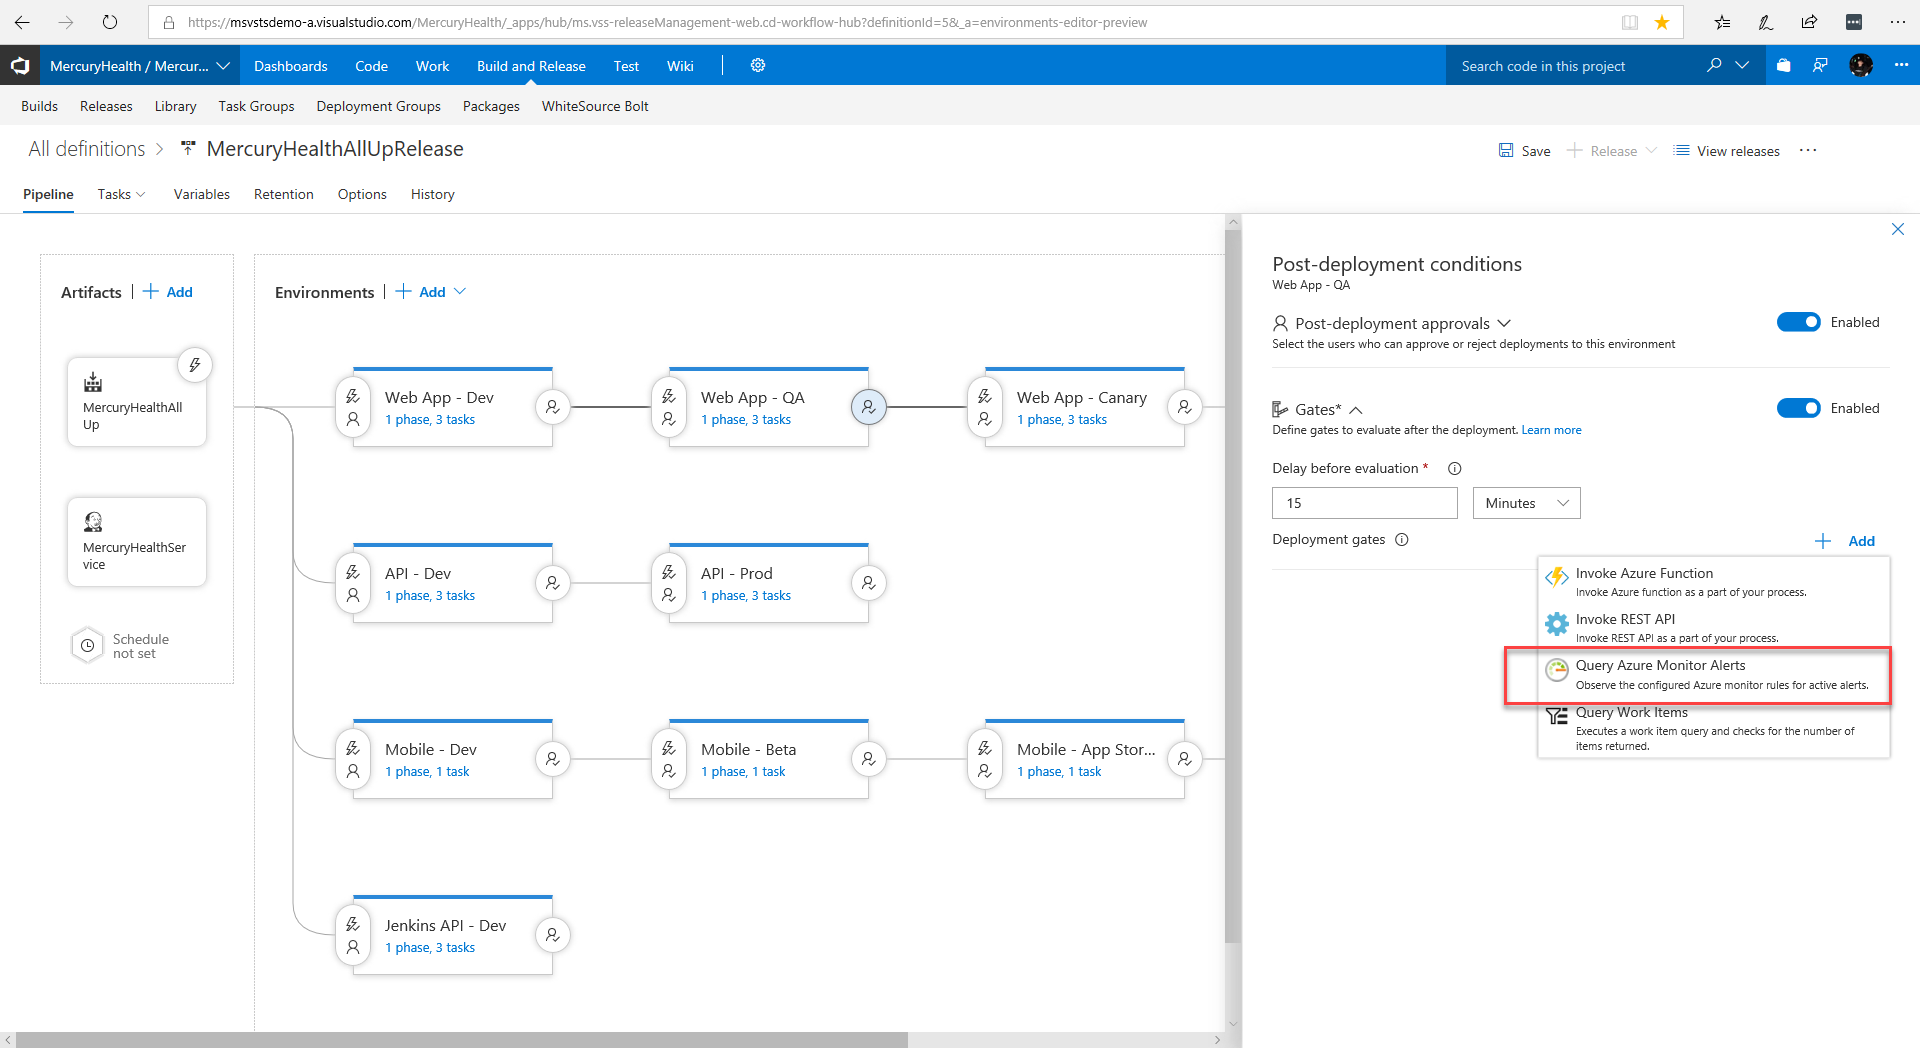 https://msvstsdemo-a.visualstudio.com/MercuryHealth/_apps/hub/ms.vss-releaseManagement-web.cd-workflow-hub?definitionId=5&_a=environments-editor-preview
MercuryHealth / Mercur... Dashboards Code Work Build and Release Test Wiki Search code in this project
Builds Releases Library Task Groups Deployment Groups Packages WhiteSource Bolt
All definitions > MercuryHealthAllUpRelease
Save Release View releases ...
Pipeline Tasks Variables Retention Options History
Artifacts | + Add
Environments | + Add
MercuryHealthAll
Up
MercuryHealthSer
vice
Schedule
not set
Web App - Dev
1 phase, 3 tasks
Web App - QA
1 phase, 3 tasks
Web App - Canary
1 phase, 3 tasks
API - Dev
1 phase, 3 tasks
API - Prod
1 phase, 3 tasks
Mobile - Dev
1 phase, 1 task
Mobile - Beta
1 phase, 1 task
Mobile - App Stor...
1 phase, 1 task
Jenkins API - Dev
1 phase, 3 tasks
Post-deployment conditions
Web App - QA
Post-deployment approvals Enabled
Select the users who can approve or reject deployments to this environment
Gates* Enabled
Define gates to evaluate after the deployment. Learn more
Delay before evaluation *
15 Minutes
Deployment gates + Add
Invoke Azure Function
Invoke Azure function as a part of your process.
Invoke REST API
Invoke REST API as a part of your process.
Query Azure Monitor Alerts
Observe the configured Azure monitor rules for active alerts.
Query Work Items
Executes a work item query and checks for the number of
items returned.